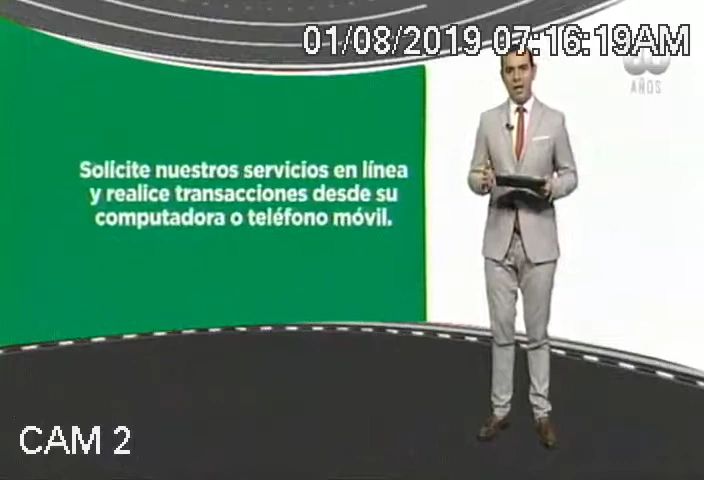 01/08/2019 07:16:19AM
AÑOS
Solicite nuestros servicios en línea
y realice transacciones desde su
computadora o teléfono móvil.
CAM 2